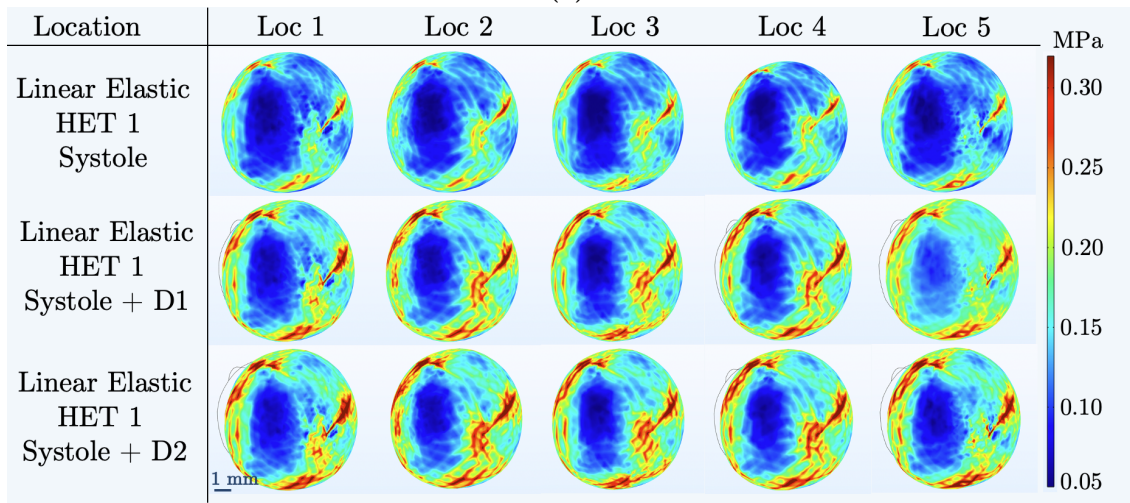 Location Loc 1 Loc 2 Loc 3 Loc 4 Loc 5 MPa
Linear Elastic
HET 1
Systole
Linear Elastic
HET 1
Systole + D1
Linear Elastic
HET 1
Systole + D2
1 mm
0.30
0.25
0.20
0.15
0.10
0.05